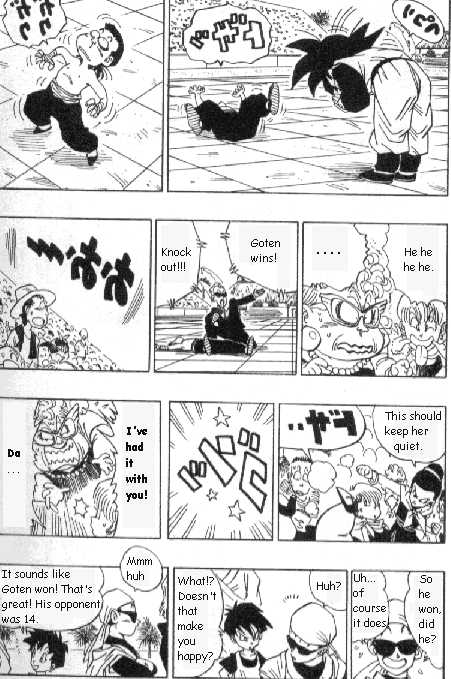 He he
he he.
....
Goten
wins!
Knock
out!!!
This should
keep her
quiet.
I've
had
it
with
you!
Da
...
So
he
won,
did
he?
Uh...
of
course
it does
Huh?
What!?
Doesn't
that
make
you
happy?
Mmm
huh
It sounds like
Goten won! That's
great! His opponent
was 14.